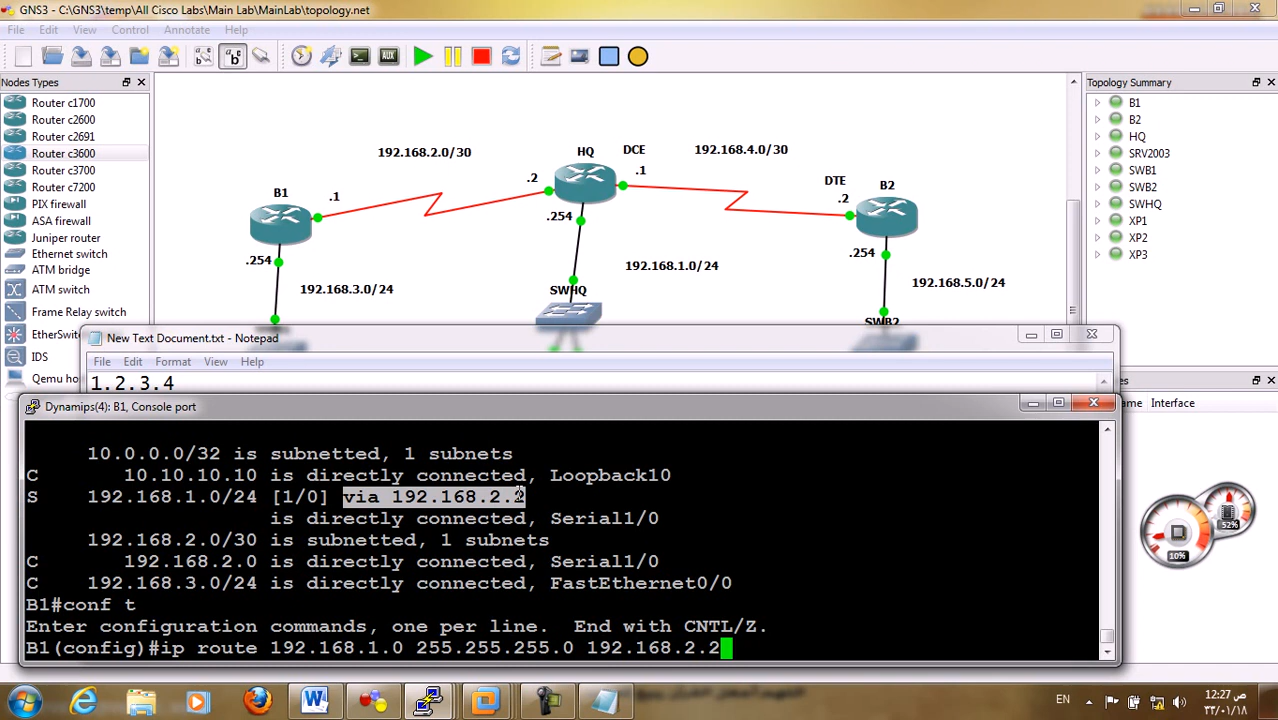 GNS3 - C:\GNS3\temp\All Cisco Labs\Main Lab\MainLab\topology.net
File Edit View Control Annotate Help
Nodes Types
Router c1700
Router c2600
Router c2691
Router c3600
Router c3700
Router c7200
PIX firewall
ASA firewall
Juniper router
Ethernet switch
ATM bridge
ATM switch
Frame Relay switch
EtherSwitc
IDS
Qemu ho
192.168.2.0/30
HQ
DCE
192.168.4.0/30
.1
.2
B1
.1
DTE
B2
.2
.254
.254
.254
192.168.1.0/24
192.168.3.0/24
SWHQ
192.168.5.0/24
SWB2
Topology Summary
B1
B2
HQ
SRV2003
SWB1
SWB2
SWHQ
XP1
XP2
XP3
es
ame Interface
52%
10%
New Text Document.txt - Notepad
File Edit Format View Help
1.2.3.4
Dynamips(4): B1, Console port
10.0.0.0/32 is subnetted, 1 subnets
C 10.10.10.10 is directly connected, Loopback10
S 192.168.1.0/24 [1/0] via 192.168.2.2
is directly connected, Serial1/0
192.168.2.0/30 is subnetted, 1 subnets
C 192.168.2.0 is directly connected, Serial1/0
C 192.168.3.0/24 is directly connected, FastEthernet0/0
B1#conf t
Enter configuration commands, one per line. End with CNTL/Z.
B1(config)#ip route 192.168.1.0 255.255.255.0 192.168.2.2
EN
12:27 ص
٣٣/٠١/١٨